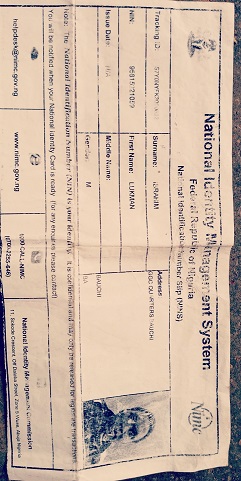 National Identity Management System
Federal Republic of Nigeria
National Identification Number Slip (NINS)
Tracking ID:
Surname: IBRAHIM
Address:
NIN:
First Name: LUKMAN
Issue Date:
Middle Name:
BAUCHI
Gender: M
Note: The National Identification Number (NIN) is your identity. It is confidential and may only be released for legitimate transactions.
You will be notified when your National Identity Card is ready (for any enquiries please contact)
helpdesk@nimc.gov.ng
www.nimc.gov.ng
0700-CALL-NIMC
(0700-2255-646)
National Identity Management Commission
11, Sokode Crescent, Off Dalaba Street, Zone 5 Wuse, Abuja Nigeria
nimc